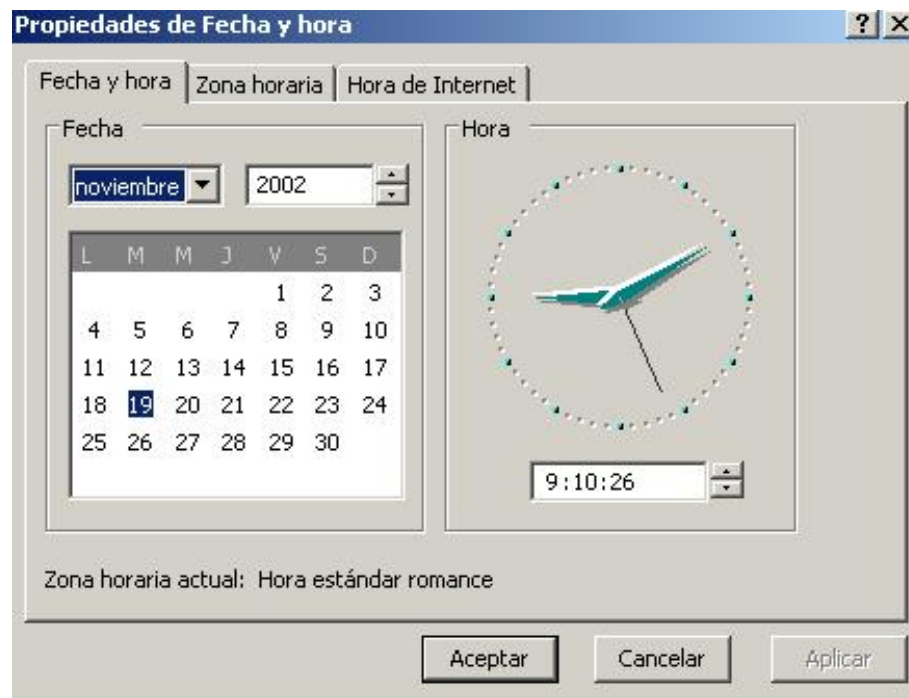 Propiedades de Fecha y hora
Fecha y hora Zona horaria Hora de Internet
Fecha
noviembre 2002
L M M J V S D
1 2 3
4 5 6 7 8 9 10
11 12 13 14 15 16 17
18 19 20 21 22 23 24
25 26 27 28 29 30
Hora
9:10:26
Zona horaria actual: Hora estándar romance
Aceptar Cancelar Aplicar